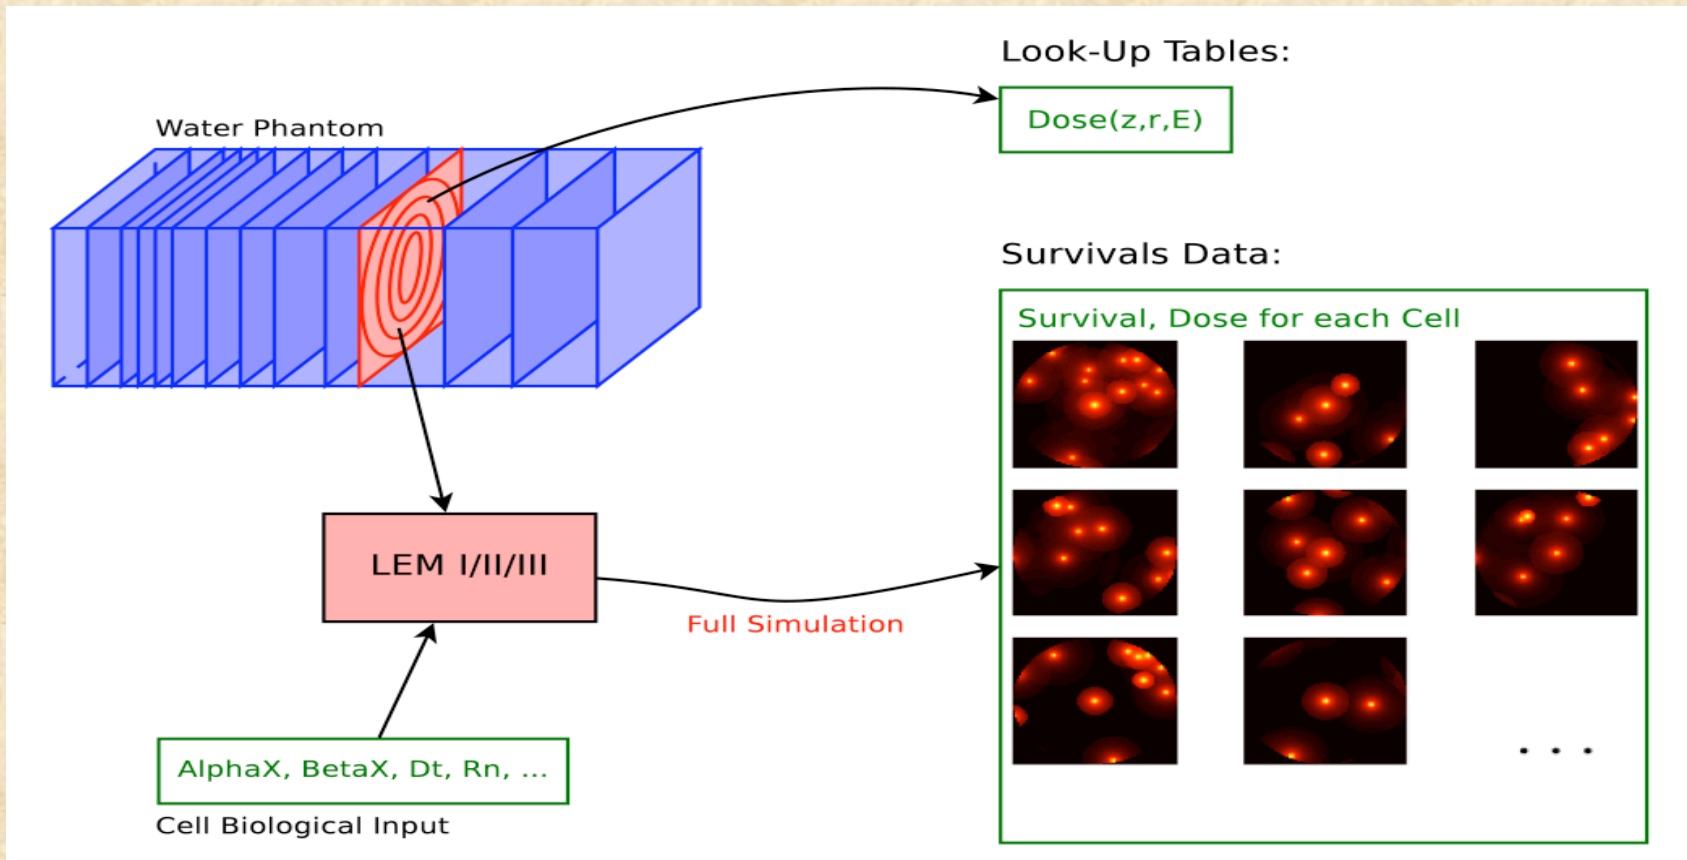 Look-Up Tables:
Dose(z,r,E)
Water Phantom
Survivals Data:
Survival, Dose for each Cell
LEM I/II/III
Full Simulation
AlphaX, BetaX, Dt, Rn, ...
Cell Biological Input
. . .